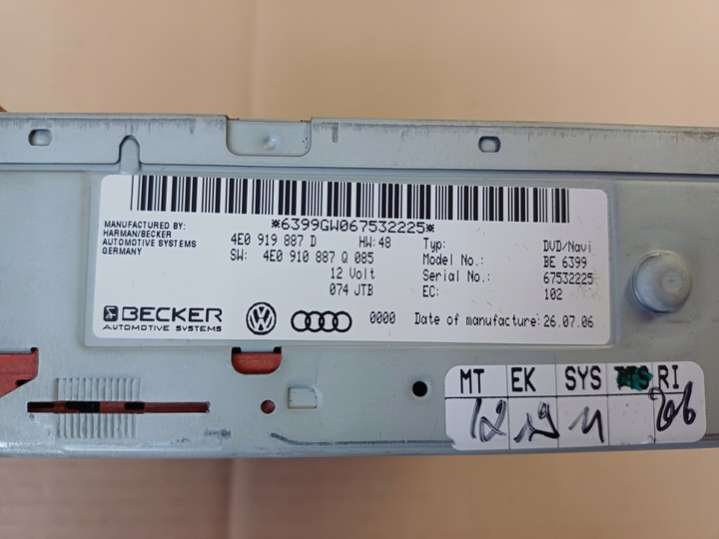 *6399GW067532225*
MANUFACTURED BY:
HARMAN/BECKER
AUTOMOTIVE SYSTEMS
GERMANY
4E0 919 887 D HW:48
SW: 4E0 910 887 Q 085
12 Volt
074 JTB
Typ: DVD/Navi
Model No.: BE 6399
Serial No.: 67532225
EC: 102
BECKER
AUTOMOTIVE SYSTEMS
0000 Date of manufacture: 26.07.06
MT EK SYS RI
12 19 11